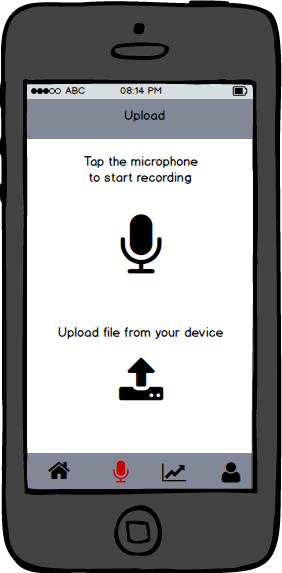 ABC 08:14 PM
Upload
Tap the microphone
to start recording
Upload file from your device